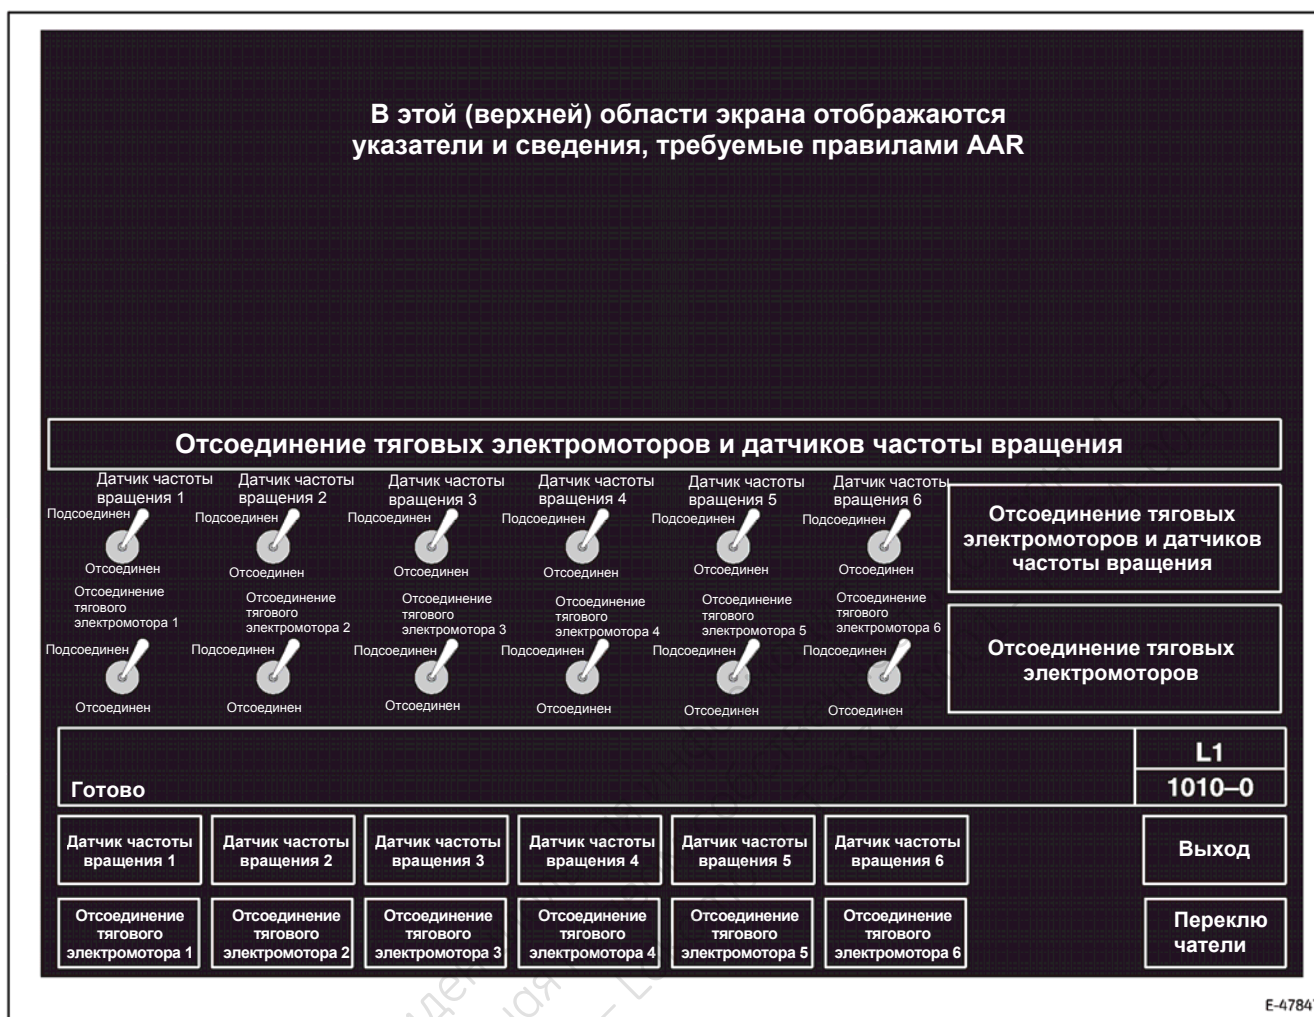 В этой (верхней) области экрана отображаются
указатели и сведения, требуемые правилами AAR
Отсоединение тяговых электромоторов и датчиков частоты вращения
Датчик частоты
вращения 1
Подсоединен
Отсоединен
Датчик частоты
вращения 2
Подсоединен
Отсоединен
Датчик частоты
вращения 3
Подсоединен
Отсоединен
Датчик частоты
вращения 4
Подсоединен
Отсоединен
Датчик частоты
вращения 5
Подсоединен
Отсоединен
Датчик частоты
вращения 6
Подсоединен
Отсоединен
Отсоединение тяговых
электромоторов и датчиков
частоты вращения
Отсоединение
тягового
электромотора 1
Подсоединен
Отсоединен
Отсоединение
тягового
электромотора 2
Подсоединен
Отсоединен
Отсоединение
тягового
электромотора 3
Подсоединен
Отсоединен
Отсоединение
тягового
электромотора 4
Подсоединен
Отсоединен
Отсоединение
тягового
электромотора 5
Подсоединен
Отсоединен
Отсоединение
тягового
электромотора 6
Подсоединен
Отсоединен
Отсоединение тяговых
электромоторов
Готово
L1
1010–0
Датчик частоты
вращения 1
Датчик частоты
вращения 2
Датчик частоты
вращения 3
Датчик частоты
вращения 4
Датчик частоты
вращения 5
Датчик частоты
вращения 6
Выход
Отсоединение
тягового
электромотора 1
Отсоединение
тягового
электромотора 2
Отсоединение
тягового
электромотора 3
Отсоединение
тягового
электромотора 4
Отсоединение
тягового
электромотора 5
Отсоединение
тягового
электромотора 6
Переклю
чатели
E-4784